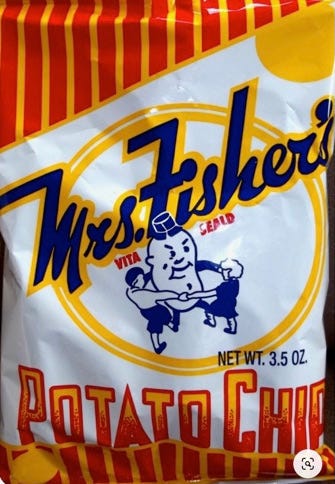 Mrs. Fisher's
VITA SEALD
NET WT. 3.5 OZ.
POTATO CHIP